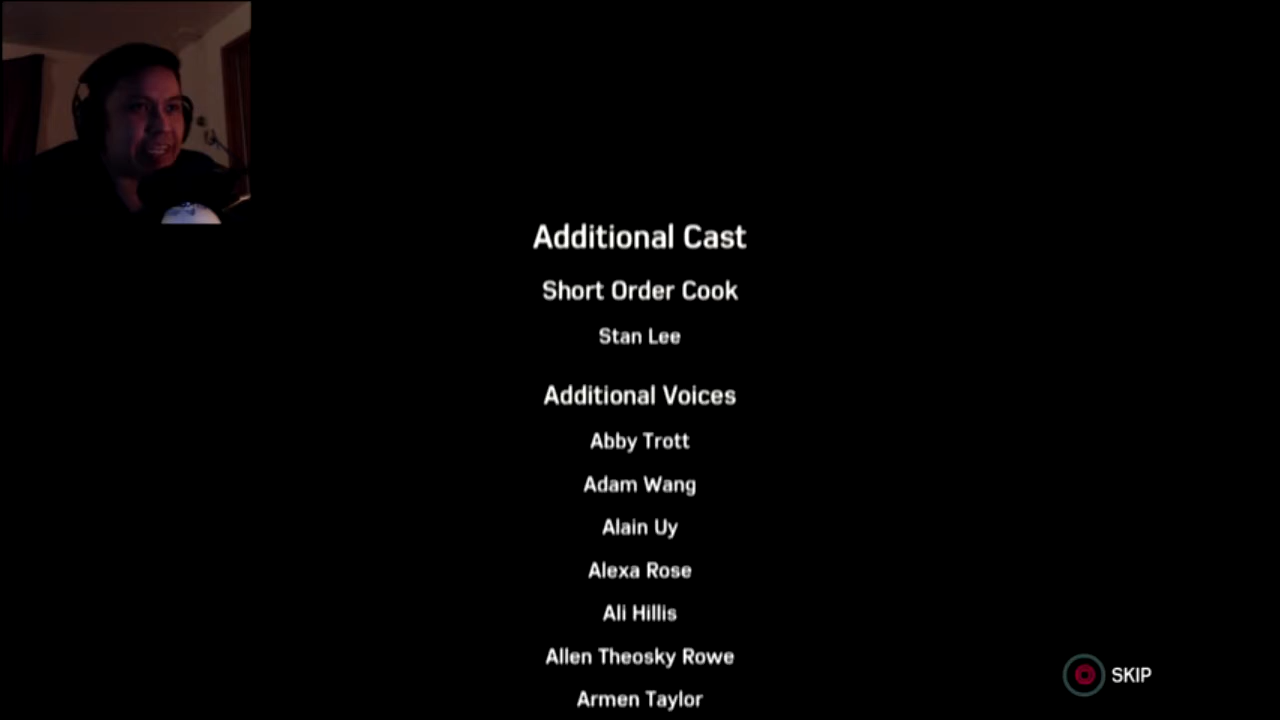 Additional Cast
Short Order Cook
Stan Lee
Additional Voices
Abby Trott
Adam Wang
Alain Uy
Alexa Rose
Ali Hillis
Allen Theosky Rowe
Armen Taylor
SKIP